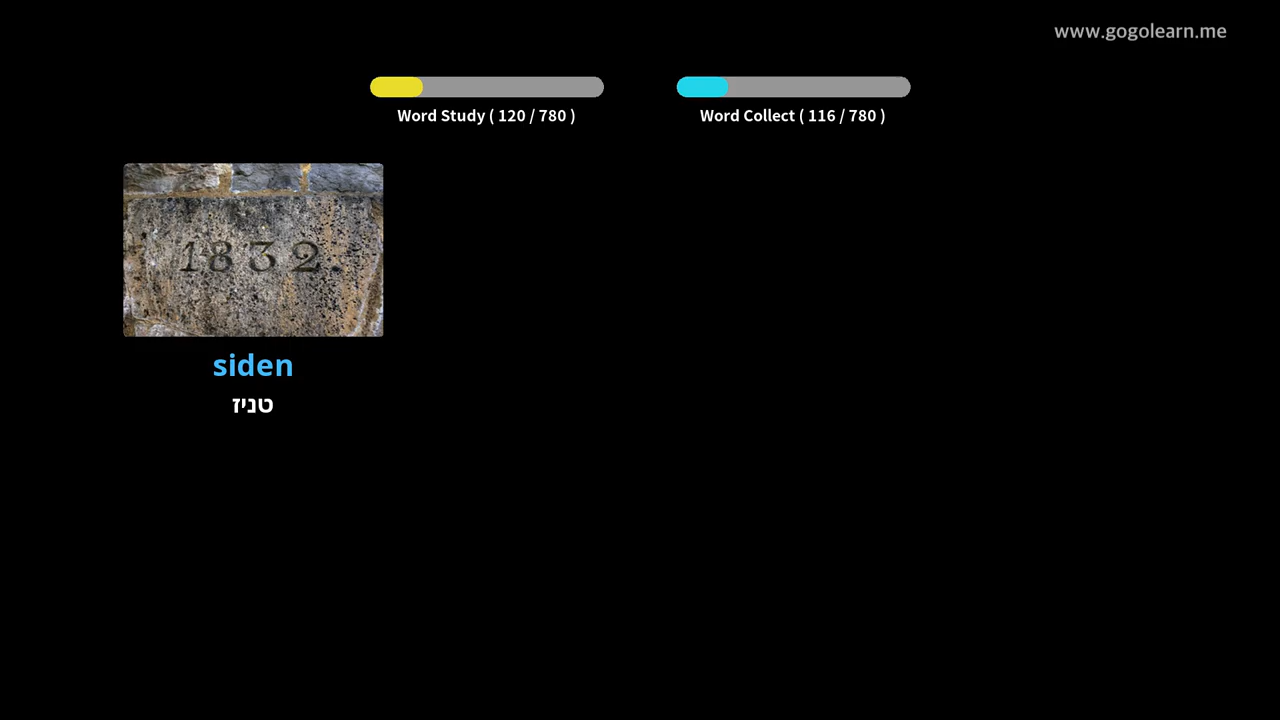 www.gogolearn.me
Word Study ( 120 / 780 )
Word Collect ( 116 / 780 )
1832.
siden
טניז